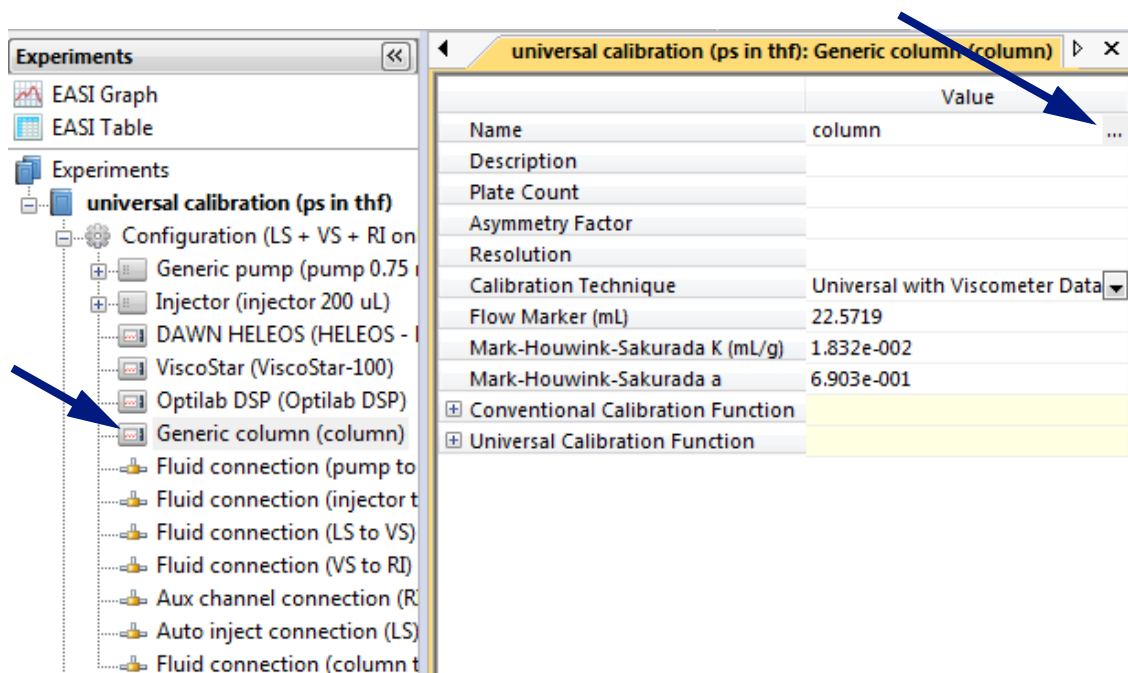 Experiments
EASI Graph
EASI Table
Experiments
universal calibration (ps in thf)
Configuration (LS + VS + RI on
Generic pump (pump 0.75
Injector (injector 200 uL)
DAWN HELEOS (HELEOS -
ViscoStar (ViscoStar-100)
Optilab DSP (Optilab DSP)
Generic column (column)
Fluid connection (pump to
Fluid connection (injector t
Fluid connection (LS to VS)
Fluid connection (VS to RI)
Aux channel connection (RI
Auto inject connection (LS)
Fluid connection (column t
universal calibration (ps in thf): Generic column (column)
Value
Name column ...
Description
Plate Count
Asymmetry Factor
Resolution
Calibration Technique Universal with Viscometer Data
Flow Marker (mL) 22.5719
Mark-Houwink-Sakurada K (mL/g) 1.832e-002
Mark-Houwink-Sakurada a 6.903e-001
Conventional Calibration Function
Universal Calibration Function